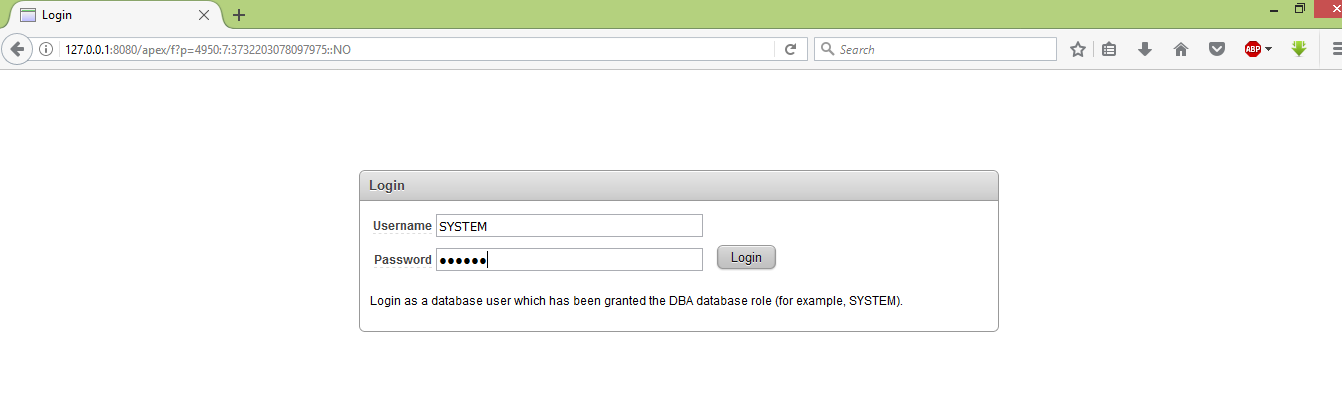 Login
127.0.0.1:8080/apex/f?p=4950:7:3732203078097975::NO
Search
ABP
Login
Username SYSTEM
Password ●●●●●● Login
Login as a database user which has been granted the DBA database role (for example, SYSTEM).